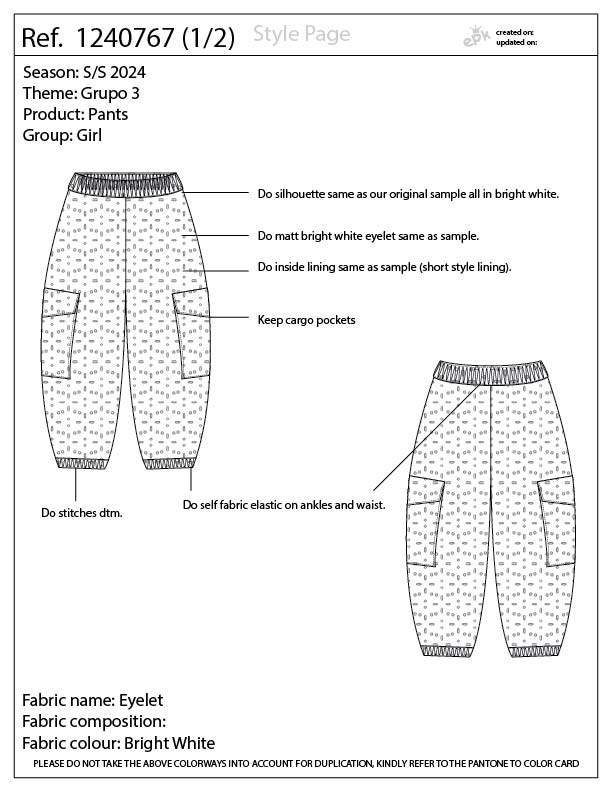 Ref. 1240767 (1/2)
Style Page
epk
created on:
updated on:
Season: S/S 2024
Theme: Grupo 3
Product: Pants
Group: Girl
Do silhouette same as our original sample all in bright white.
Do matt bright white eyelet same as sample.
Do inside lining same as sample (short style lining).
Keep cargo pockets
Do stitches dtm.
Do self fabric elastic on ankles and waist.
Fabric name: Eyelet
Fabric composition:
Fabric colour: Bright White
PLEASE DO NOT TAKE THE ABOVE COLORWAYS INTO ACCOUNT FOR DUPLICATION, KINDLY REFER TO THE PANTONE TO COLOR CARD